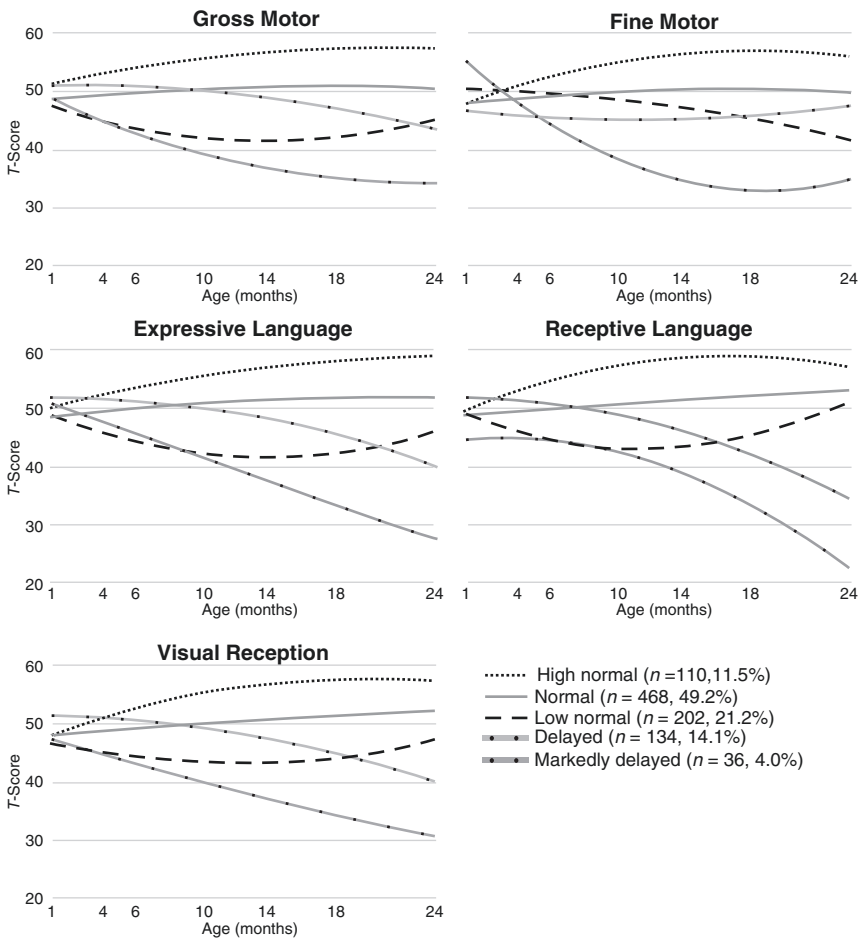 Gross Motor
60
50
40
30
20
T-Score
1 4 6 10 14 18 24
Age (months)
Fine Motor
1 4 6 10 14 18 24
Age (months)
Expressive Language
60
50
40
30
20
T-Score
1 4 6 10 14 18 24
Age (months)
Receptive Language
1 4 6 10 14 18 24
Age (months)
Visual Reception
60
50
40
30
20
T-Score
1 4 6 10 14 18 24
Age (months)
High normal (n =110,11.5%)
Normal (n = 468, 49.2%)
Low normal (n = 202, 21.2%)
Delayed (n = 134, 14.1%)
Markedly delayed (n = 36, 4.0%)